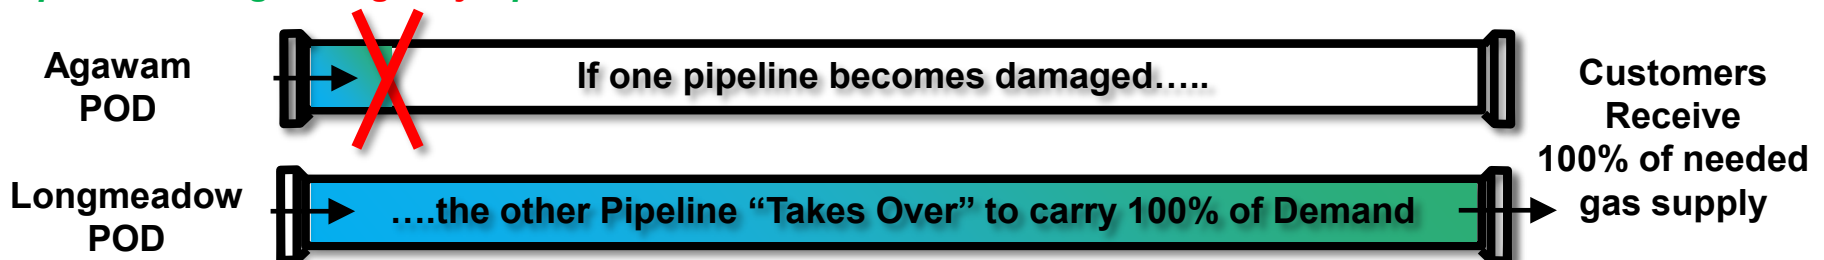 Agawam
POD
If one pipeline becomes damaged…..
Longmeadow
POD
….the other Pipeline “Takes Over” to carry 100% of Demand
Customers
Receive
100% of needed
gas supply